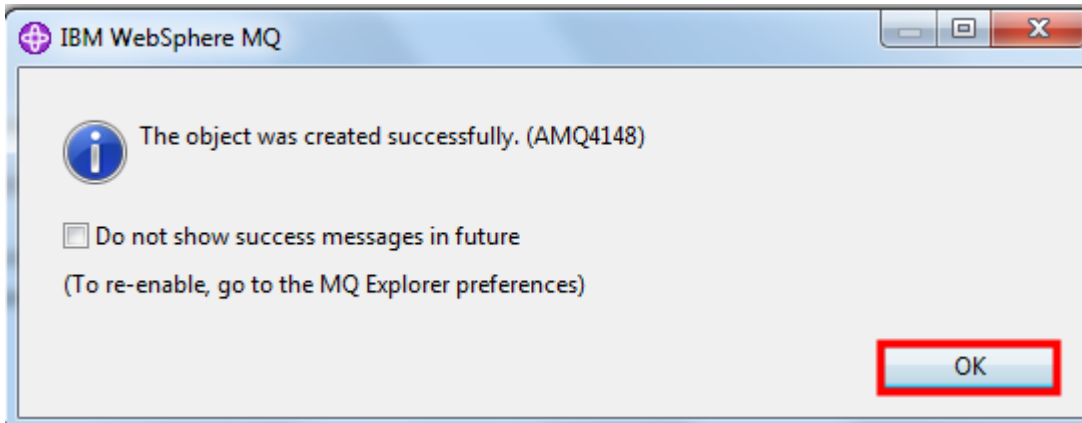 IBM WebSphere MQ
The object was created successfully. (AMQ4148)
Do not show success messages in future
(To re-enable, go to the MQ Explorer preferences)
OK